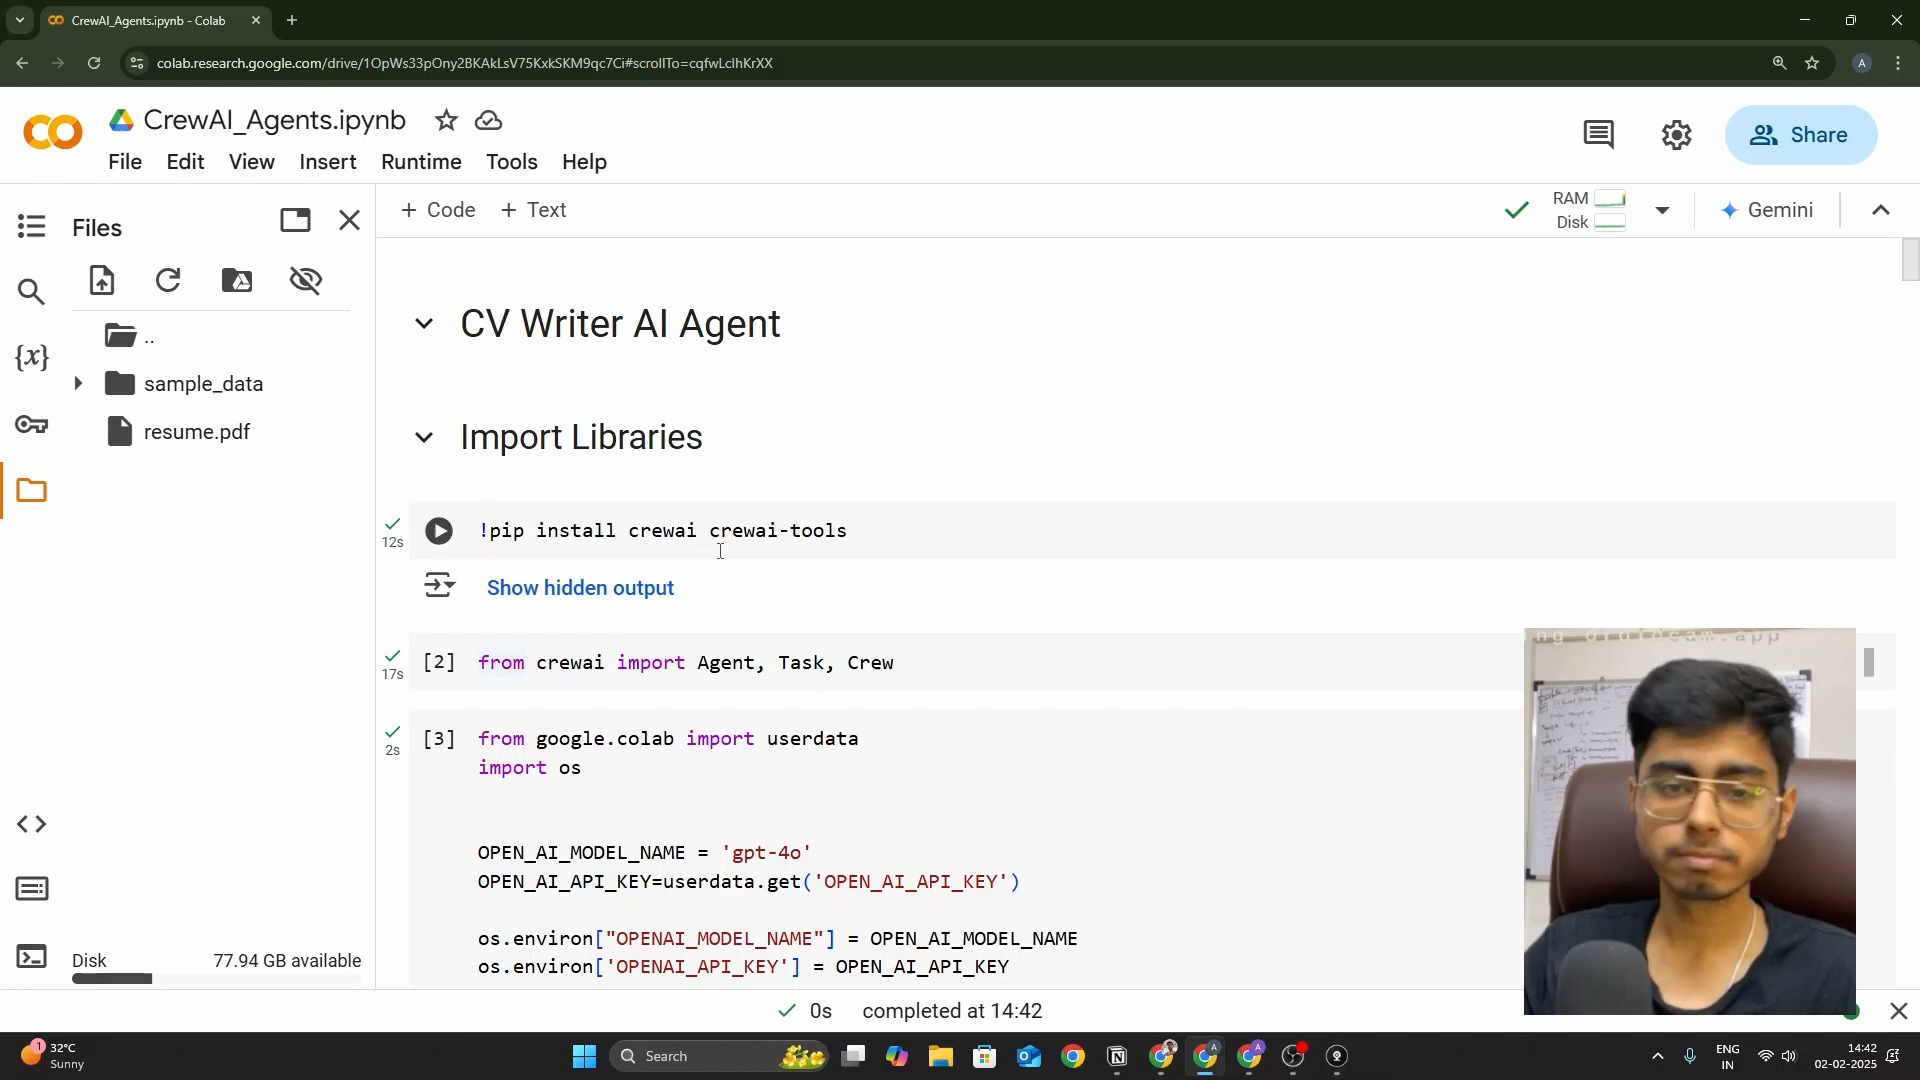 CrewAI_Agents.ipynb - Colab
colab.research.google.com/drive/1OpWs33pOny2BKAkLsV75KxkSKM9qc7Ci#scrollTo=cqfwLclhKrXX
A
CrewAI_Agents.ipynb
File Edit View Insert Runtime Tools Help
Share
Files
+ Code + Text
RAM
Disk
Gemini
..
sample_data
resume.pdf
{x}
CV Writer AI Agent
Import Libraries
12s
!pip install crewai crewai-tools
Show hidden output
17s
[2] from crewai import Agent, Task, Crew
2s
[3] from google.colab import userdata
import os
OPEN_AI_MODEL_NAME = 'gpt-4o'
OPEN_AI_API_KEY=userdata.get('OPEN_AI_API_KEY')
os.environ["OPENAI_MODEL_NAME"] = OPEN_AI_MODEL_NAME
os.environ['OPENAI_API_KEY'] = OPEN_AI_API_KEY
Disk 77.94 GB available
0s completed at 14:42
1
32°C
Sunny
Search
A
A
ENG
IN
14:42
02-02-2025